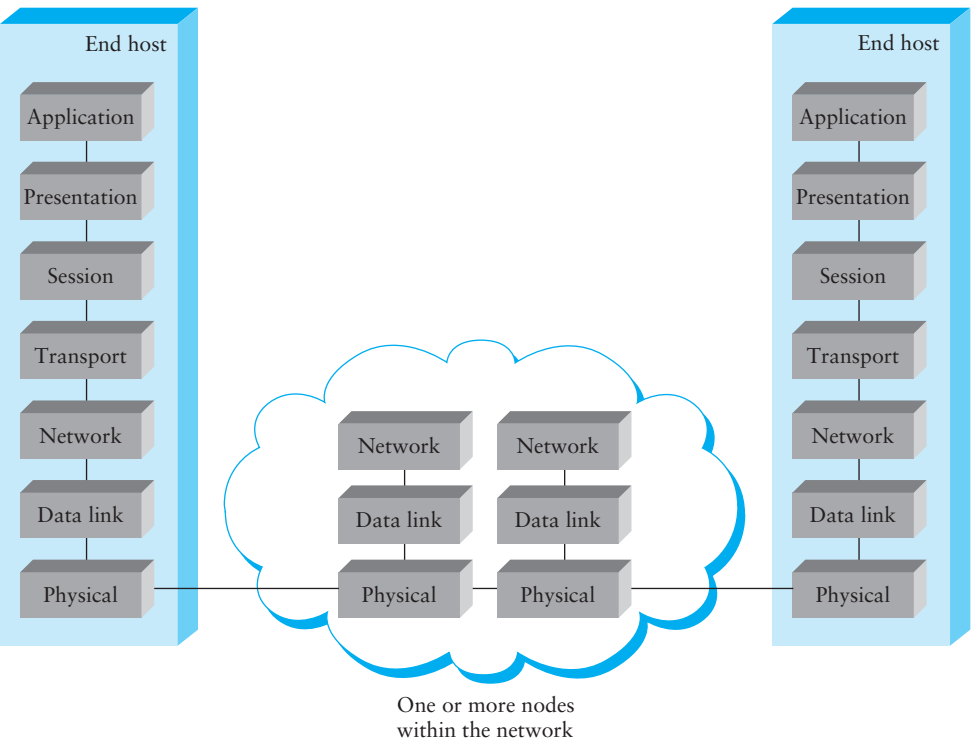 End host
Application
Presentation
Session
Transport
Network
Data link
Physical
Network
Data link
Physical
Network
Data link
Physical
One or more nodes
within the network
End host
Application
Presentation
Session
Transport
Network
Data link
Physical